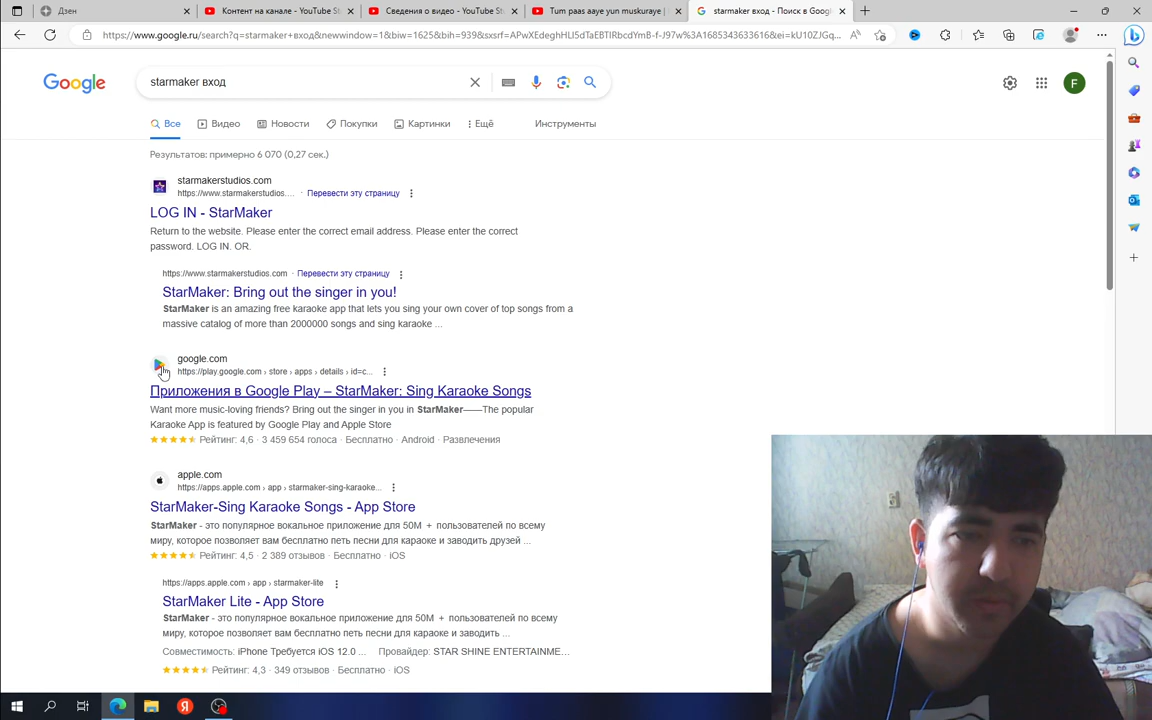 Дзен
Контент на канале - YouTube St
Сведения о видео - YouTube St
Tum paas aaye yun muskuraye |
starmaker вход - Поиск в Googl
https://www.google.ru/search?q=starmaker+вход&newwindow=1&biw=1625&bih=939&sxsrf=APwXEdeghHLI5dTaEBTIRbcdYmB-f-J97w%3A1685343633616&ei=kU10ZJGq...
Google
starmaker вход
F
Все
Видео
Новости
Покупки
Картинки
Ещё
Инструменты
Результатов: примерно 6 070 (0,27 сек.)
starmakerstudios.com
https://www.starmakerstudios.... · Перевести эту страницу
LOG IN - StarMaker
Return to the website. Please enter the correct email address. Please enter the correct
password. LOG IN. OR.
https://www.starmakerstudios.com · Перевести эту страницу
StarMaker: Bring out the singer in you!
StarMaker is an amazing free karaoke app that lets you sing your own cover of top songs from a
massive catalog of more than 2000000 songs and sing karaoke ...
google.com
https://play.google.com › store › apps › details › id=c...
Приложения в Google Play – StarMaker: Sing Karaoke Songs
Want more music-loving friends? Bring out the singer in you in StarMaker——The popular
Karaoke App is featured by Google Play and Apple Store
Рейтинг: 4,6 · 3 459 654 голоса · Бесплатно · Android · Развлечения
apple.com
https://apps.apple.com › app › starmaker-sing-karaoke...
StarMaker-Sing Karaoke Songs - App Store
StarMaker - это популярное вокальное приложение для 50M + пользователей по всему
миру, которое позволяет вам бесплатно петь песни для караоке и заводить друзей ...
Рейтинг: 4,5 · 2 389 отзывов · Бесплатно · iOS
https://apps.apple.com › app › starmaker-lite
StarMaker Lite - App Store
StarMaker - это популярное вокальное приложение для 50M + пользователей по всему
миру, которое позволяет вам бесплатно петь песни для караоке и заводить ...
Совместимость: iPhone Требуется iOS 12.0 ... Провайдер: STAR SHINE ENTERTAINME...
Рейтинг: 4,3 · 349 отзывов · Бесплатно · iOS